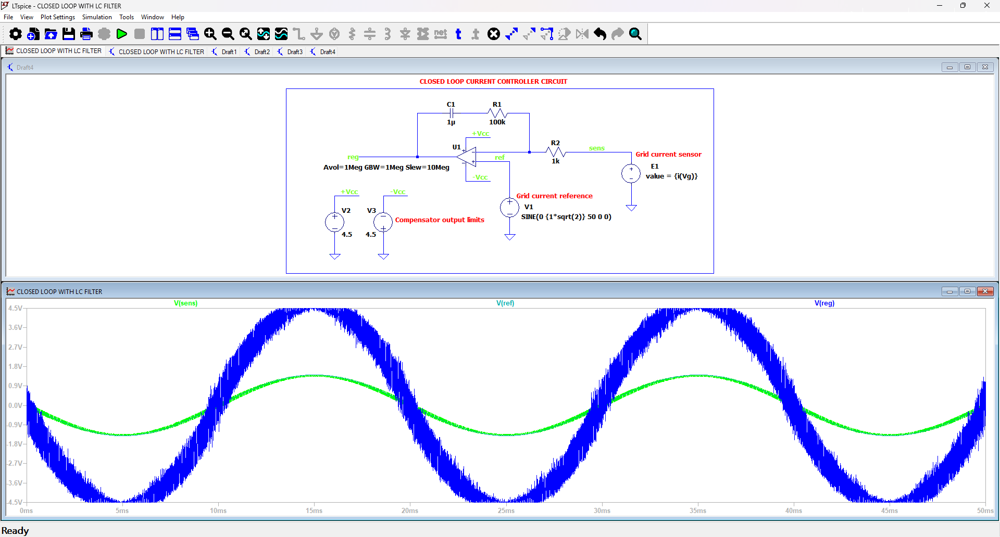 LTspice - CLOSED LOOP WITH LC FILTER
File View Plot Settings Simulation Tools Window Help
net t t
CLOSED LOOP WITH LC FILTER CLOSED LOOP WITH LC FILTER Draft1 Draft2 Draft3 Draft4
Draft4
CLOSED LOOP CURRENT CONTROLLER CIRCUIT
C1 R1
1µ 100k
+Vcc
R2
U1 sens
reg ref Grid current sensor
1k E1
Avol=1Meg GBW=1Meg Slew=10Meg
-Vcc value = {i(Vg)}
+Vcc -Vcc
Grid current reference
V2 V3 V1
Compensator output limits SINE(0 {1*sqrt(2)} 50 0 0)
4.5 4.5
CLOSED LOOP WITH LC FILTER
V(sens) V(ref) V(reg)
4.5V
3.6V
2.7V
1.8V
0.9V
0.0V
-0.9V
-1.8V
-2.7V
-3.6V
-4.5V
0ms 5ms 10ms 15ms 20ms 25ms 30ms 35ms 40ms 45ms 50ms
Ready